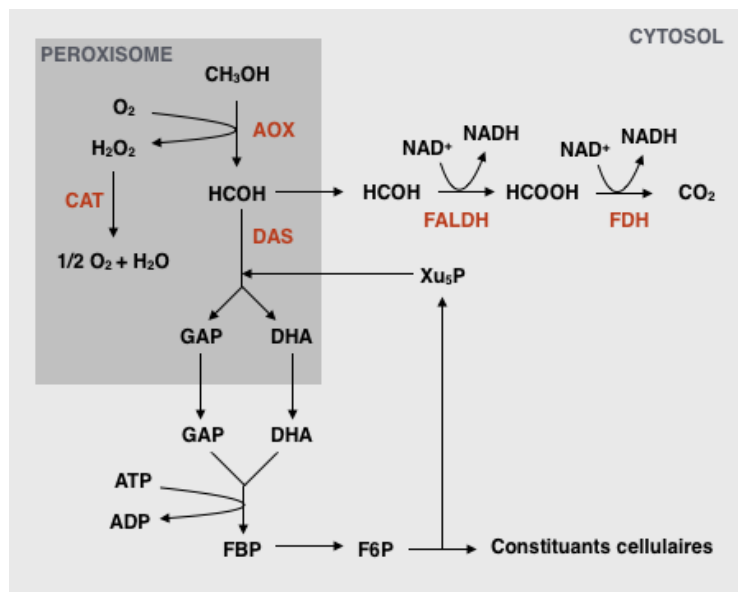 PEROXISOME
CYTOSOL
CH₃OH
O₂
AOX
H₂O₂
NAD⁺
NADH
NAD⁺
NADH
CAT
HCOH
HCOH
HCOOH
CO₂
FALDH
FDH
DAS
1/2 O₂ + H₂O
Xu₅P
GAP
DHA
GAP
DHA
ATP
ADP
FBP
F6P
Constituants cellulaires